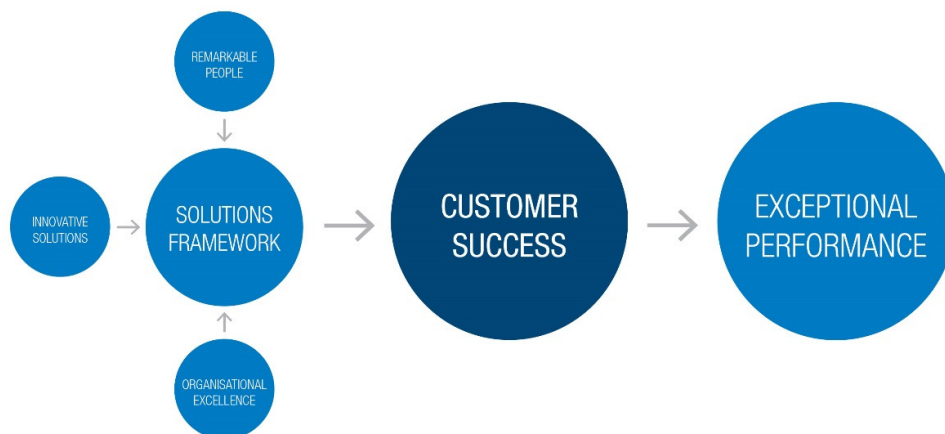 REMARKABLE
PEOPLE
INNOVATIVE
SOLUTIONS
SOLUTIONS
FRAMEWORK
ORGANISATIONAL
EXCELLENCE
CUSTOMER
SUCCESS
EXCEPTIONAL
PERFORMANCE